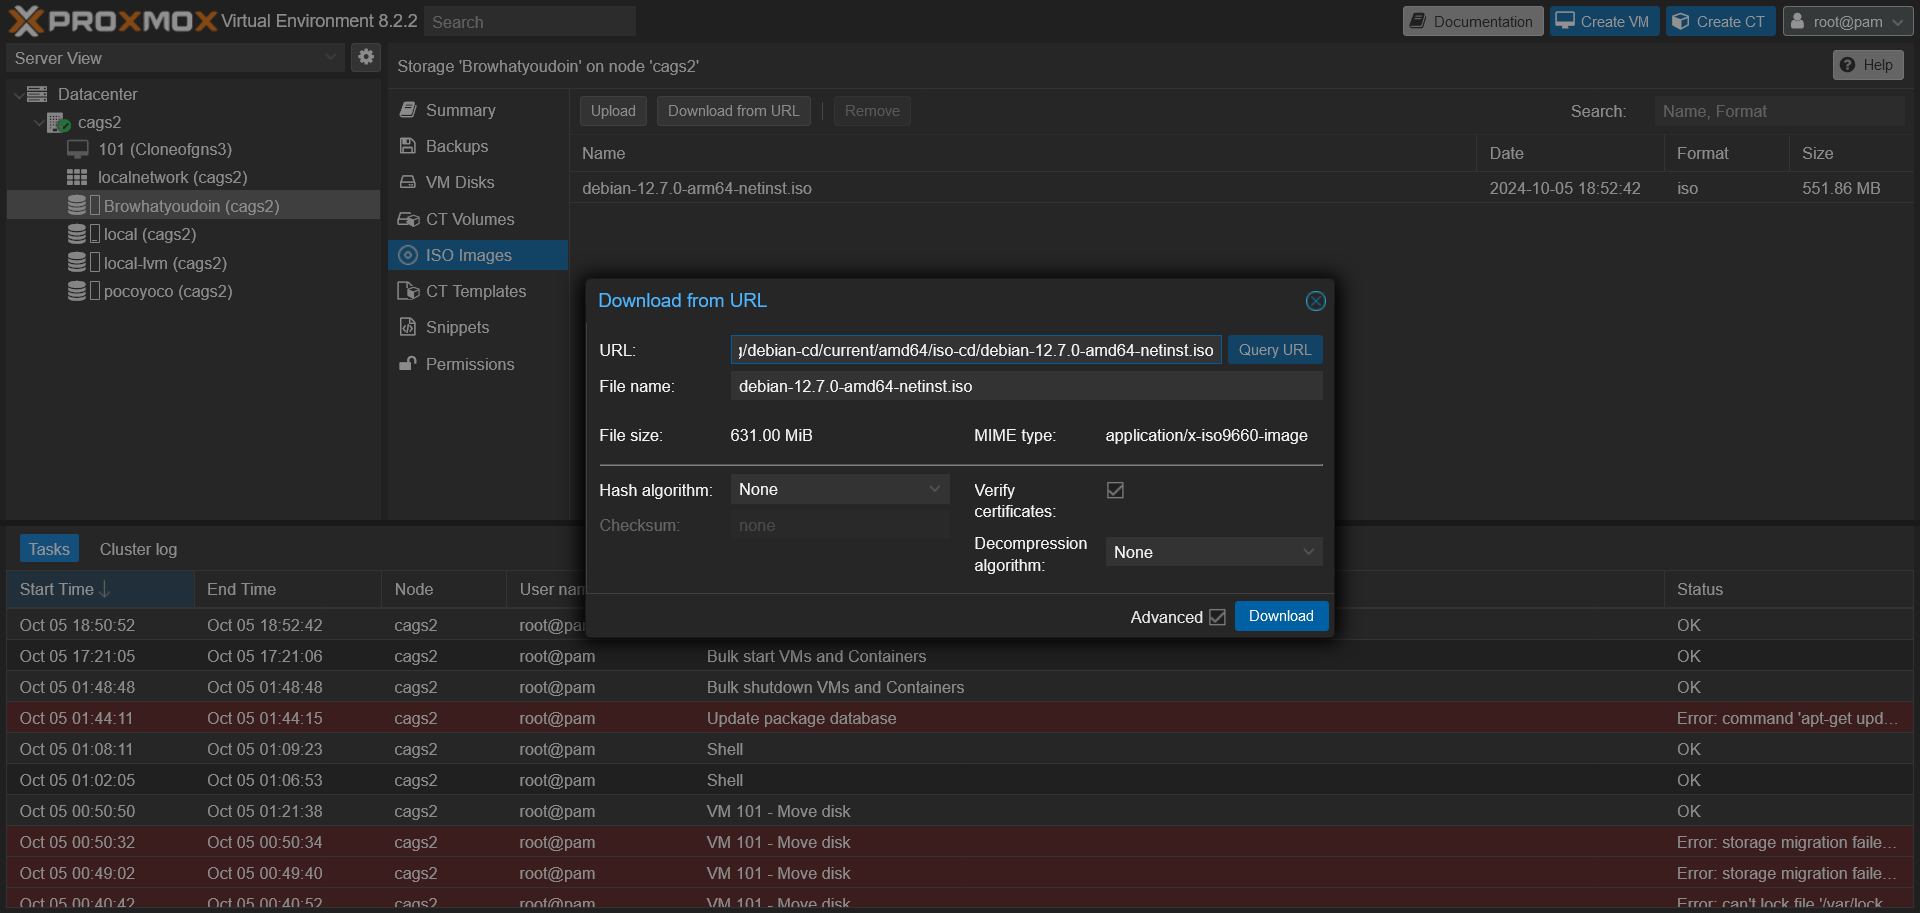 PROXMOX Virtual Environment 8.2.2 Search Documentation Create VM Create CT root@pam
Server View
Storage 'Browhatyoudoin' on node 'cags2' Help
Datacenter
cags2
101 (Cloneofgns3)
localnetwork (cags2)
Browhatyoudoin (cags2)
local (cags2)
local-lvm (cags2)
pocoyoco (cags2)
Summary
Backups
VM Disks
CT Volumes
ISO Images
CT Templates
Snippets
Permissions
Upload Download from URL Remove Search: Name, Format
Name Date Format Size
debian-12.7.0-arm64-netinst.iso 2024-10-05 18:52:42 iso 551.86 MB
Download from URL
URL: /debian-cd/current/amd64/iso-cd/debian-12.7.0-amd64-netinst.iso Query URL
File name: debian-12.7.0-amd64-netinst.iso
File size: 631.00 MiB MIME type: application/x-iso9660-image
Hash algorithm: None Verify certificates:
Checksum: none
Decompression algorithm: None
Advanced Download
Tasks Cluster log
Start Time End Time Node User nam Status
Oct 05 18:50:52 Oct 05 18:52:42 cags2 root@pa OK
Oct 05 17:21:05 Oct 05 17:21:06 cags2 root@pam Bulk start VMs and Containers OK
Oct 05 01:48:48 Oct 05 01:48:48 cags2 root@pam Bulk shutdown VMs and Containers OK
Oct 05 01:44:11 Oct 05 01:44:15 cags2 root@pam Update package database Error: command 'apt-get upd...
Oct 05 01:08:11 Oct 05 01:09:23 cags2 root@pam Shell OK
Oct 05 01:02:05 Oct 05 01:06:53 cags2 root@pam Shell OK
Oct 05 00:50:50 Oct 05 01:21:38 cags2 root@pam VM 101 - Move disk OK
Oct 05 00:50:32 Oct 05 00:50:34 cags2 root@pam VM 101 - Move disk Error: storage migration faile...
Oct 05 00:49:02 Oct 05 00:49:40 cags2 root@pam VM 101 - Move disk Error: storage migration faile...
Oct 05 00:40:42 Oct 05 00:40:52 cags2 root@pam VM 101 - Move disk Error: can't lock file '/var/lock